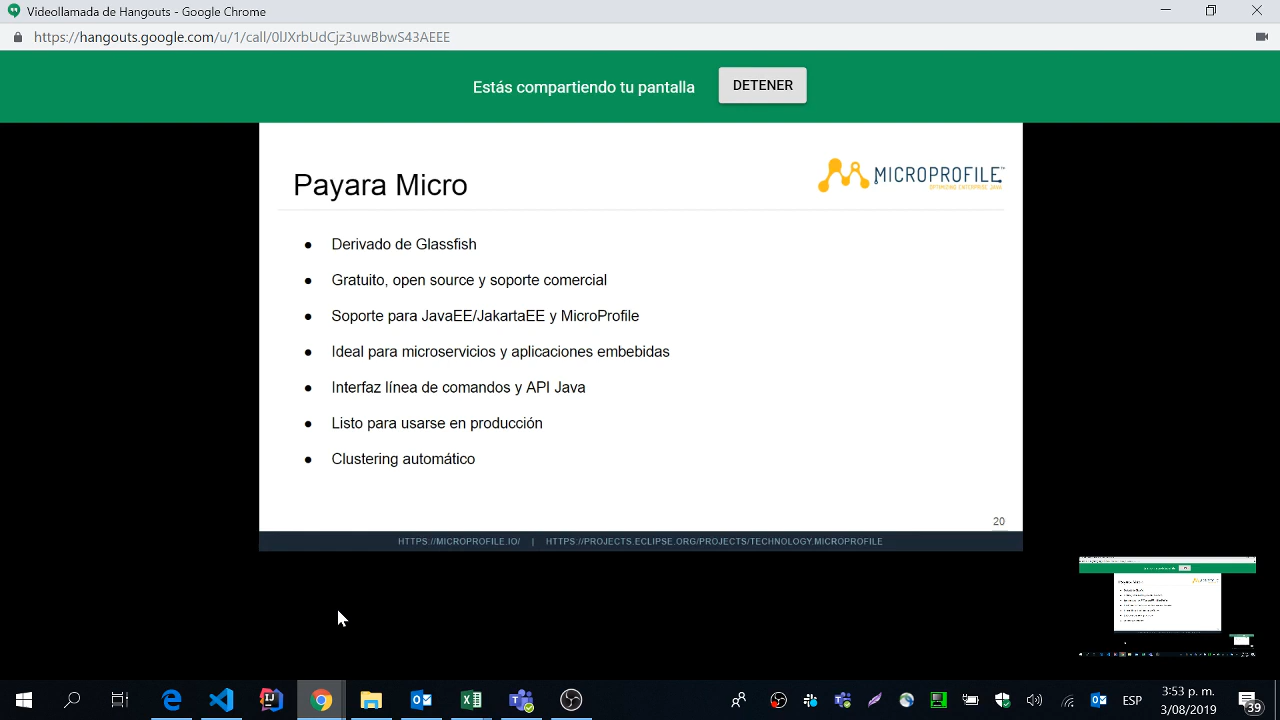 Videollamada de Hangouts - Google Chrome
https://hangouts.google.com/u/1/call/0lJXrbUdCjz3uwBbwS43AEEE
Estás compartiendo tu pantalla
DETENER
Payara Micro
MICROPROFILE™
OPTIMIZING ENTERPRISE JAVA
● Derivado de Glassfish
● Gratuito, open source y soporte comercial
● Soporte para JavaEE/JakartaEE y MicroProfile
● Ideal para microservicios y aplicaciones embebidas
● Interfaz línea de comandos y API Java
● Listo para usarse en producción
● Clustering automático
20
HTTPS://MICROPROFILE.IO/ | HTTPS://PROJECTS.ECLIPSE.ORG/PROJECTS/TECHNOLOGY.MICROPROFILE
ESP
3:53 p. m.
3/08/2019
39